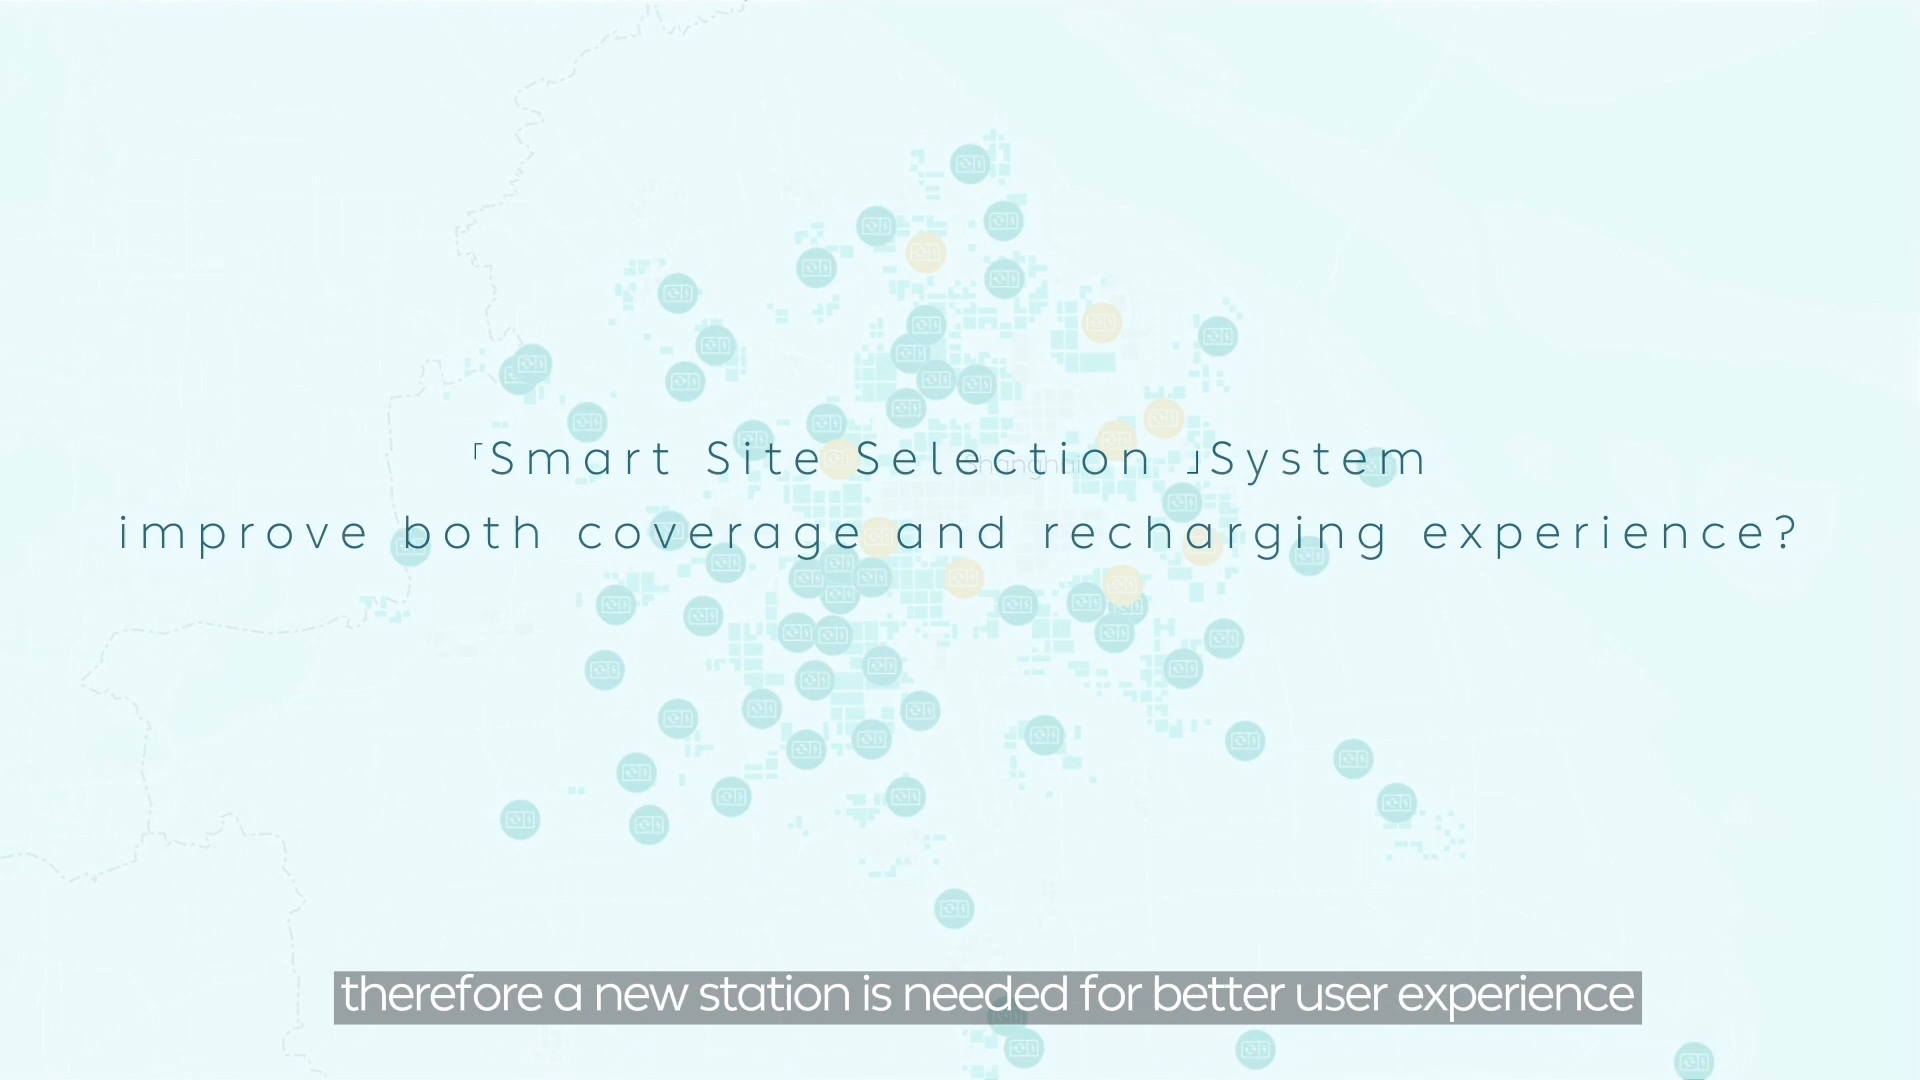 「Smart Site Selection 」System
Shanghai
improve both coverage and recharging experience?
therefore a new station is needed for better user experience